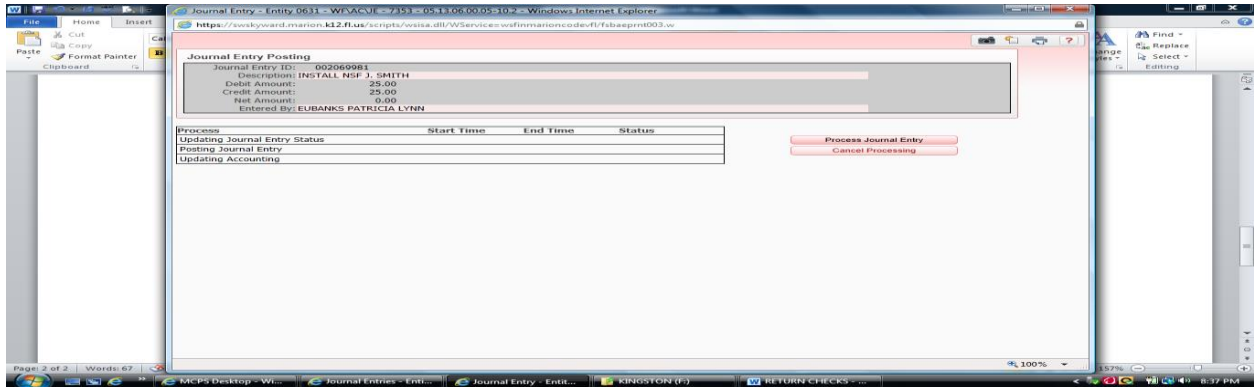 Journal Entry - Entity 0631 - WF\AC\JE - 7353 - 05.13.06.00.05-10.2 - Windows Internet Explorer
File Home Insert
https://swskyward.marion.k12.fl.us/scripts/wsisa.dll/WService=wsfinmarioncodevfl/fsbaeprnt003.w
Cut
Copy
Paste
Format Painter
Clipboard
Find
Replace
Select
Editing
Journal Entry Posting
Journal Entry ID: 002069981
Description: INSTALL NSF J. SMITH
Debit Amount: 25.00
Credit Amount: 25.00
Net Amount: 0.00
Entered By: EUBANKS PATRICIA LYNN
Process Start Time End Time Status
Updating Journal Entry Status
Posting Journal Entry
Updating Accounting
Process Journal Entry
Cancel Processing
100%
Page: 2 of 2 Words: 67
157%
MCPS Desktop - Wi... Journal Entries - Enti... Journal Entry - Entit... KINGSTON (F:) RETURN CHECKS - ... 8:37 PM